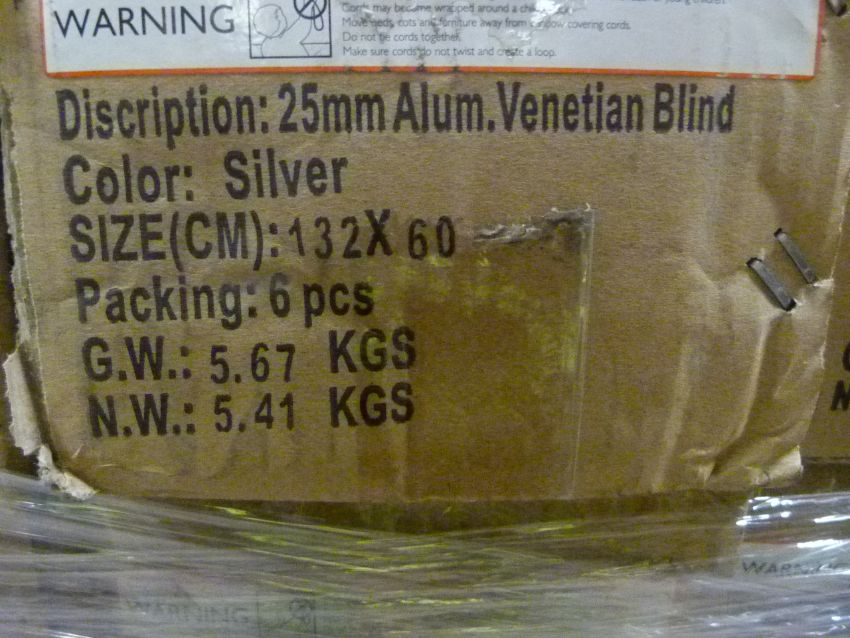 WARNING
Cords may become wrapped around a
young
Move beds, cots and furniture away from window covering cords.
Do not tie cords together.
Make sure cords do not twist and create a loop.
Discription: 25mm Alum.Venetian Blind
Color: Silver
SIZE(CM):132X 60
Packing: 6 pcs
G.W.: 5.67 KGS
N.W.: 5.41 KGS
WARNING
WARNING